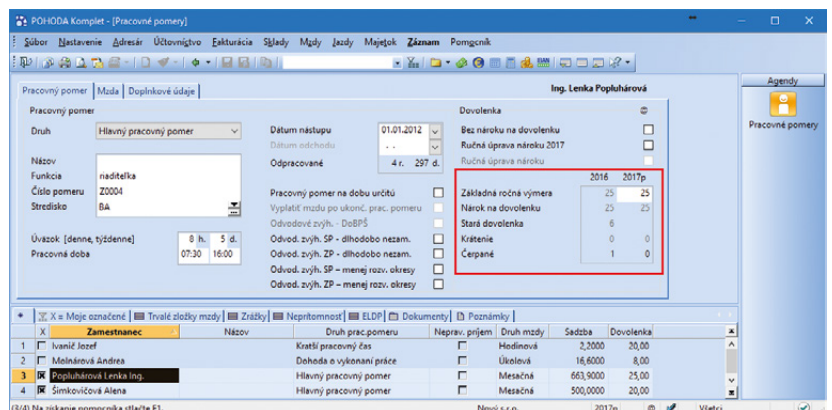 POHODA Komplet - [Pracovné pomery]
Súbor Nastavenie Adresár Účtovníctvo Fakturácia Sklady Mzdy Jazdy Majetok Záznam Pomocník
Agendy
Pracovné pomery
Pracovný pomer Mzda Doplnkové údaje Ing. Lenka Popluhárová
Pracovný pomer Dovolenka
Druh Hlavný pracovný pomer Dátum nástupu 01.01.2012 Bez nároku na dovolenku
Dátum odchodu . . Ručná úprava nároku 2017
Názov Odpracované 4 r. 297 d. Ručná úprava nároku
Funkcia riaditeľka 2016 2017p
Číslo pomeru Z0004 Pracovný pomer na dobu určitú Základná ročná výmera 25 25
Stredisko BA Vyplatiť mzdu po ukonč. prac. pomeru Nárok na dovolenku 25 25
Odvodové zvýh. - DoBPŠ Stará dovolenka 6
Úväzok [denne, týždenne] 8 h. 5 d. Odvod. zvýh. SP - dlhodobo nezam. Krátenie 0 0
Pracovná doba 07:30 16:00 Odvod. zvýh. ZP - dlhodobo nezam. Čerpané 1 0
Odvod. zvýh. SP - menej rozv. okresy
Odvod. zvýh. ZP - menej rozv. okresy
X = Moje označené Trvalé zložky mzdy Zrážky Neprítomnosť ELDP Dokumenty Poznámky
X Zamestnanec Názov Druh prac.pomeru Neprav. príjem Druh mzdy Sadzba Dovolenka
1 Ivanič Jozef Kratší pracovný čas Hodinová 2,2000 20,00
2 Molnárová Andrea Dohoda o vykonaní práce Úkolová 16,6000 8,00
3 Popluhárová Lenka Ing. Hlavný pracovný pomer Mesačná 663,9000 25,00
4 Šimkovičová Alena Hlavný pracovný pomer Mesačná 500,0000 20,00
(3/4) Na získanie pomocníka stlačte F1. Nový s.r.o. 2017p @ Všetci